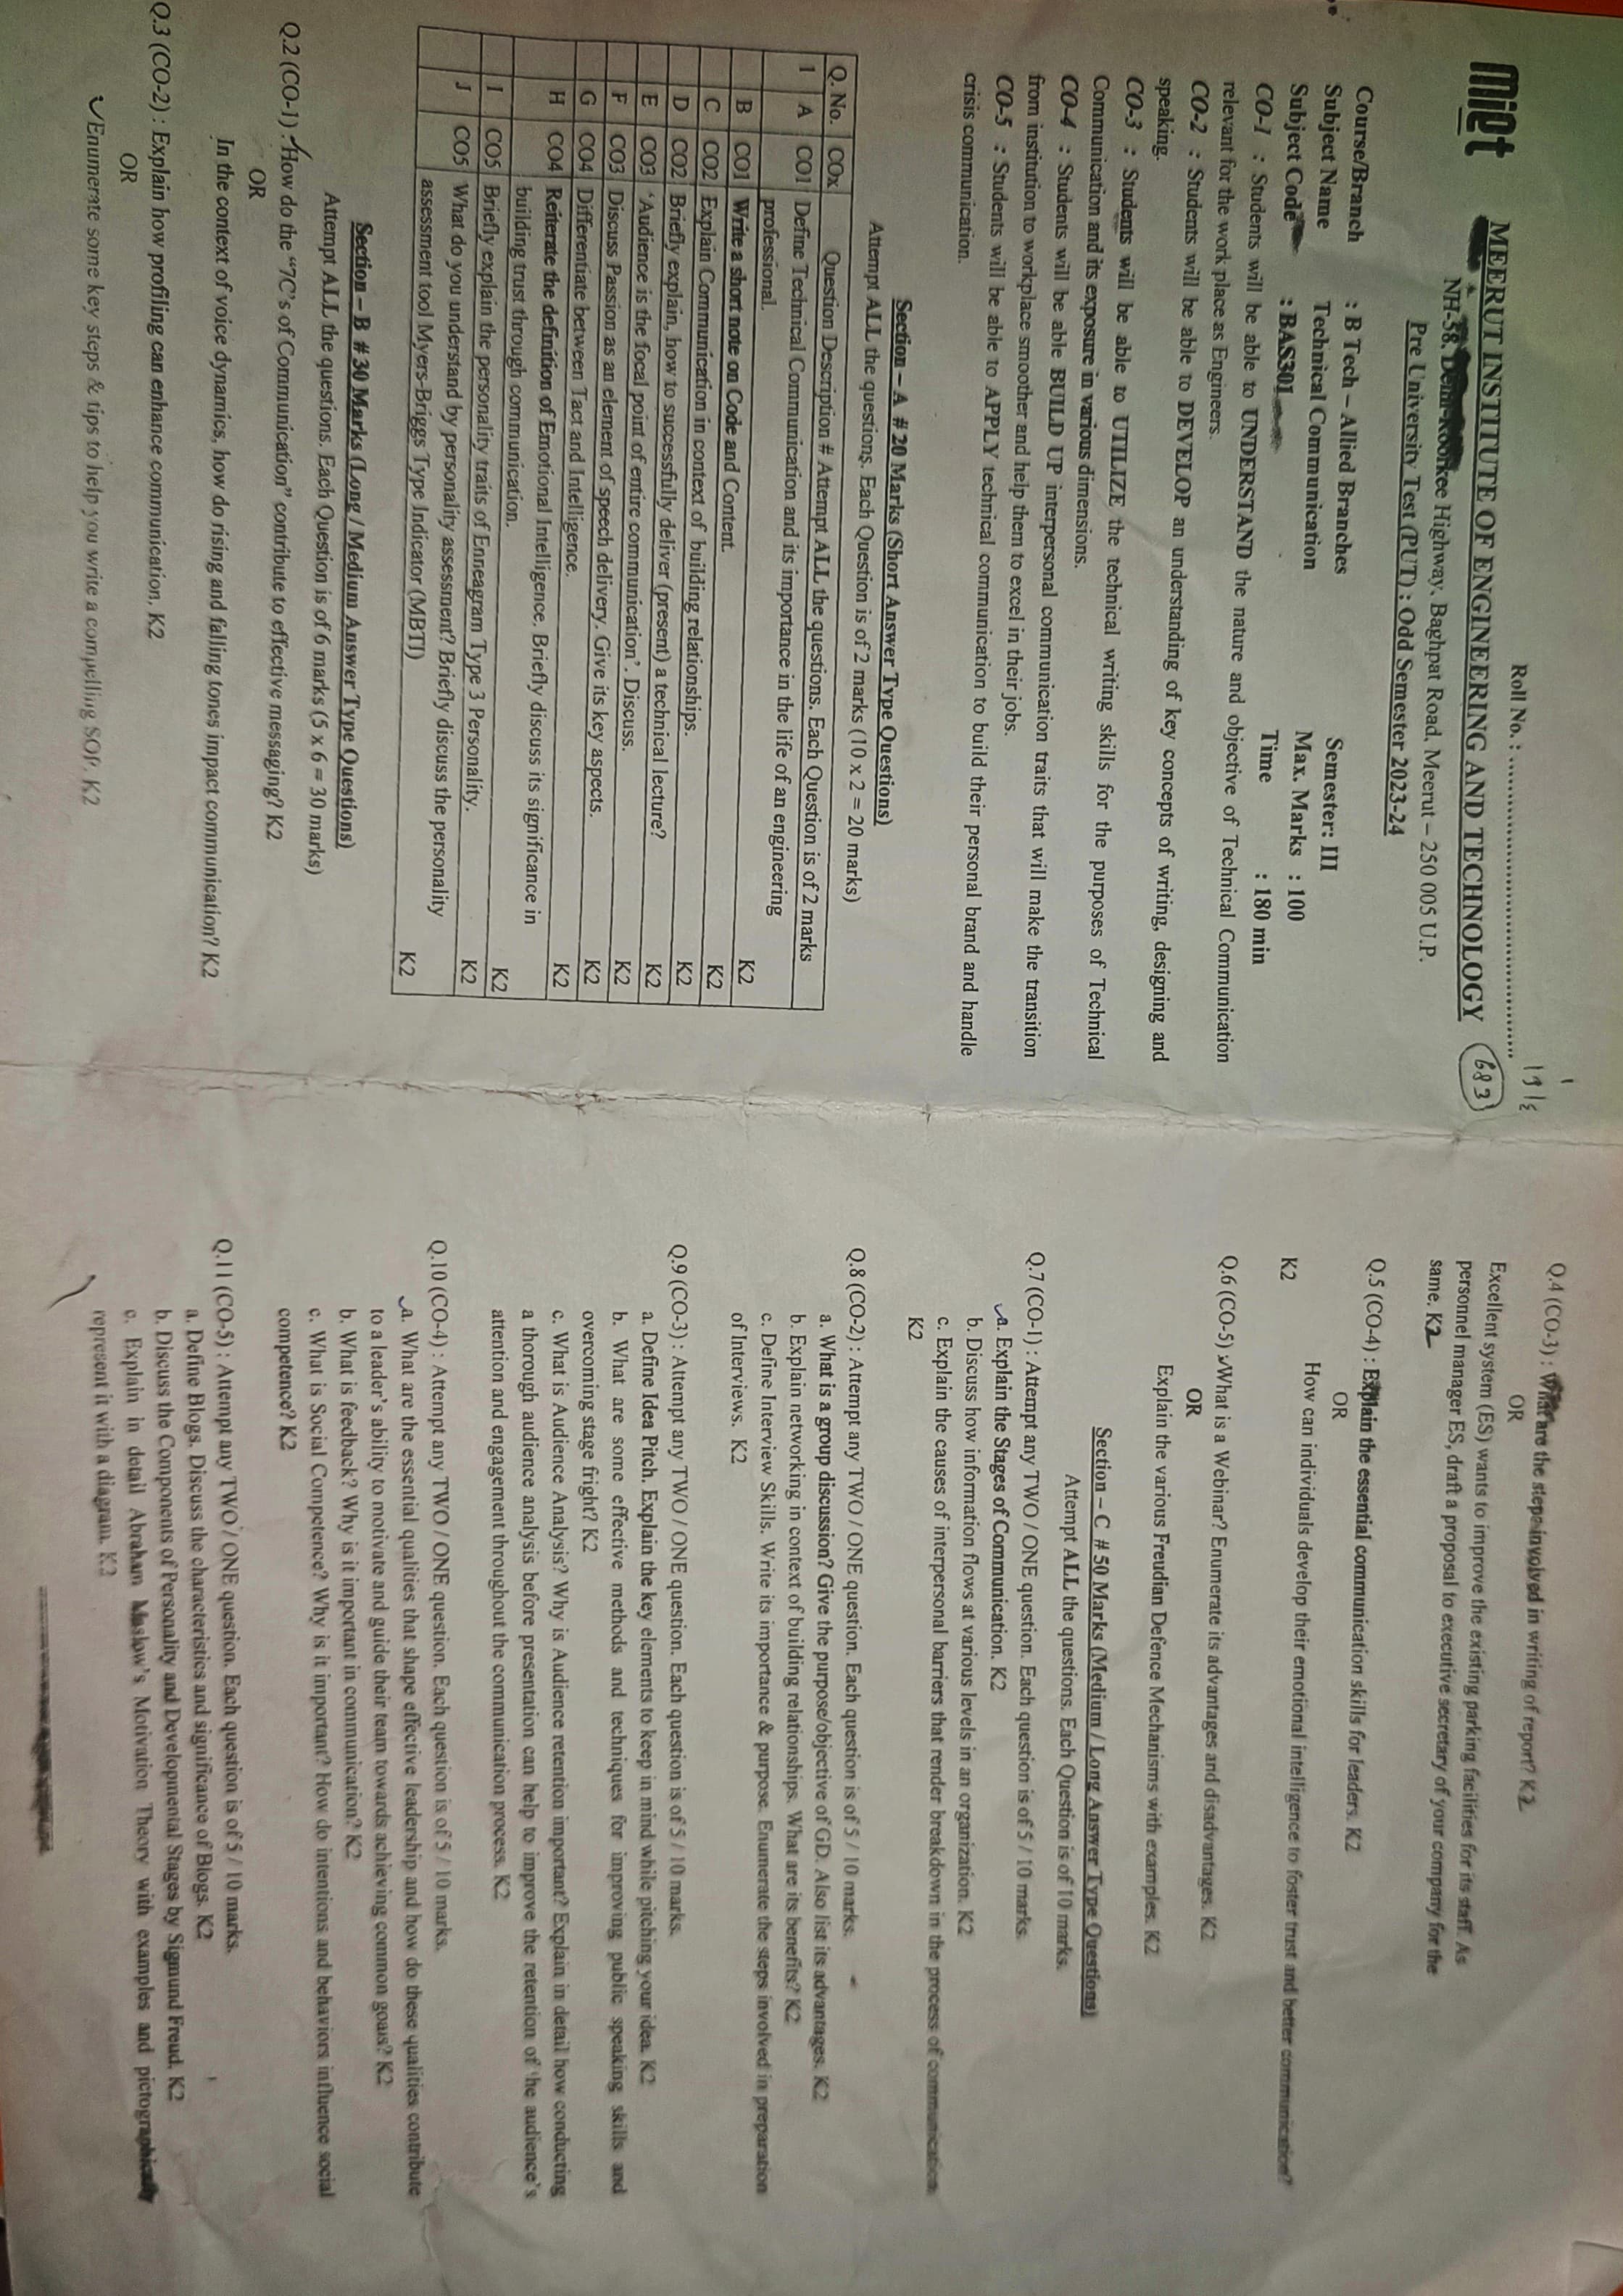 Roll No. : ..............................
191ε
miet MEERUT INSTITUTE OF ENGINEERING AND TECHNOLOGY 683
NH-58, Delhi-Roorkee Highway, Baghpat Road, Meerut – 250 005 U.P.
Pre University Test (PUT) : Odd Semester 2023-24
Course/Branch : B Tech – Allied Branches Semester: III
Subject Name Technical Communication Max. Marks : 100
Subject Code : BAS301 Time : 180 min
CO-1 : Students will be able to UNDERSTAND the nature and objective of Technical Communication
relevant for the work place as Engineers.
CO-2 : Students will be able to DEVELOP an understanding of key concepts of writing, designing and
speaking.
CO-3 : Students will be able to UTILIZE the technical writing skills for the purposes of Technical
Communication and its exposure in various dimensions.
CO-4 : Students will be able BUILD UP interpersonal communication traits that will make the transition
from institution to workplace smoother and help them to excel in their jobs.
CO-5 : Students will be able to APPLY technical communication to build their personal brand and handle
crisis communication.
Section – A # 20 Marks (Short Answer Type Questions)
Attempt ALL the questions. Each Question is of 2 marks (10 x 2 = 20 marks)
Q. No. COx Question Description # Attempt ALL the questions. Each Question is of 2 marks
1 A CO1 Define Technical Communication and its importance in the life of an engineering
professional. K2
B CO1 Write a short note on Code and Content. K2
C CO2 Explain Communication in context of building relationships. K2
D CO2 Briefly explain, how to successfully deliver (present) a technical lecture? K2
E CO3 ‘Audience is the focal point of entire communication’. Discuss. K2
F CO3 Discuss Passion as an element of speech delivery. K2
G CO4 Differentiate between Tact and Intelligence. Give its key aspects. K2
H CO4 Reiterate the definition of Emotional Intelligence. Briefly discuss its significance in
building trust through communication. K2
I CO5 Briefly explain the personality traits of Enneagram Type 3 Personality. K2
J CO5 What do you understand by personality assessment? Briefly discuss the personality
assessment tool Myers-Briggs Type Indicator (MBTI) K2
Section – B # 30 Marks (Long / Medium Answer Type Questions)
Attempt ALL the questions. Each Question is of 6 marks (5 x 6 = 30 marks)
Q.2 (CO-1) : How do the “7C’s of Communication” contribute to effective messaging? K2
OR
In the context of voice dynamics, how do rising and falling tones impact communication? K2
Q.3 (CO-2) : Explain how profiling can enhance communication. K2
OR
Enumerate some key steps & tips to help you write a compelling SOP. K2
Q.4 (CO-3) : What are the steps involved in writing of report? K2
OR
Excellent system (ES) wants to improve the existing parking facilities for its staff. As
personnel manager ES, draft a proposal to executive secretary of your company for the
same. K2
Q.5 (CO-4) : Explain the essential communication skills for leaders. K2
OR
How can individuals develop their emotional intelligence to foster trust and better communication?
K2
Q.6 (CO-5) What is a Webinar? Enumerate its advantages and disadvantages. K2
OR
Explain the various Freudian Defence Mechanisms with examples. K2
Section – C # 50 Marks (Medium / Long Answer Type Questions)
Attempt ALL the questions. Each Question is of 10 marks.
Q.7 (CO-1) : Attempt any TWO / ONE question. Each question is of 5 / 10 marks.
a. Explain the Stages of Communication. K2
b. Discuss how information flows at various levels in an organization. K2
c. Explain the causes of interpersonal barriers that render breakdown in the process of communication.
K2
Q.8 (CO-2) : Attempt any TWO / ONE question. Each question is of 5 / 10 marks.
a. What is a group discussion? Give the purpose/objective of GD. Also list its advantages. K2
b. Explain networking in context of building relationships. What are its benefits? K2
c. Define Interview Skills. Write its importance & purpose. Enumerate the steps involved in preparation
of Interviews. K2
Q.9 (CO-3) : Attempt any TWO / ONE question. Each question is of 5 / 10 marks.
a. Define Idea Pitch. Explain the key elements to keep in mind while pitching your idea. K2
b. What are some effective methods and techniques for improving public speaking skills and
overcoming stage fright? K2
c. What is Audience Analysis? Why is Audience retention important? Explain in detail how conducting
a thorough audience analysis before presentation can help to improve the retention of the audience’s
attention and engagement throughout the communication process. K2
Q.10 (CO-4) : Attempt any TWO / ONE question. Each question is of 5 / 10 marks.
a. What are the essential qualities that shape effective leadership and how do these qualities contribute
to a leader’s ability to motivate and guide their team towards achieving common goals? K2
b. What is feedback? Why is it important in communication? K2
c. What is Social Competence? Why is it important? How do intentions and behaviors influence social
competence? K2
Q.11 (CO-5) : Attempt any TWO / ONE question. Each question is of 5 / 10 marks.
a. Define Blogs. Discuss the characteristics and significance of Blogs. K2
b. Discuss the Components of Personality and Developmental Stages by Sigmund Freud. K2
c. Explain in detail Abraham Maslow’s Motivation Theory with examples and pictographically
represent it with a diagram. K2